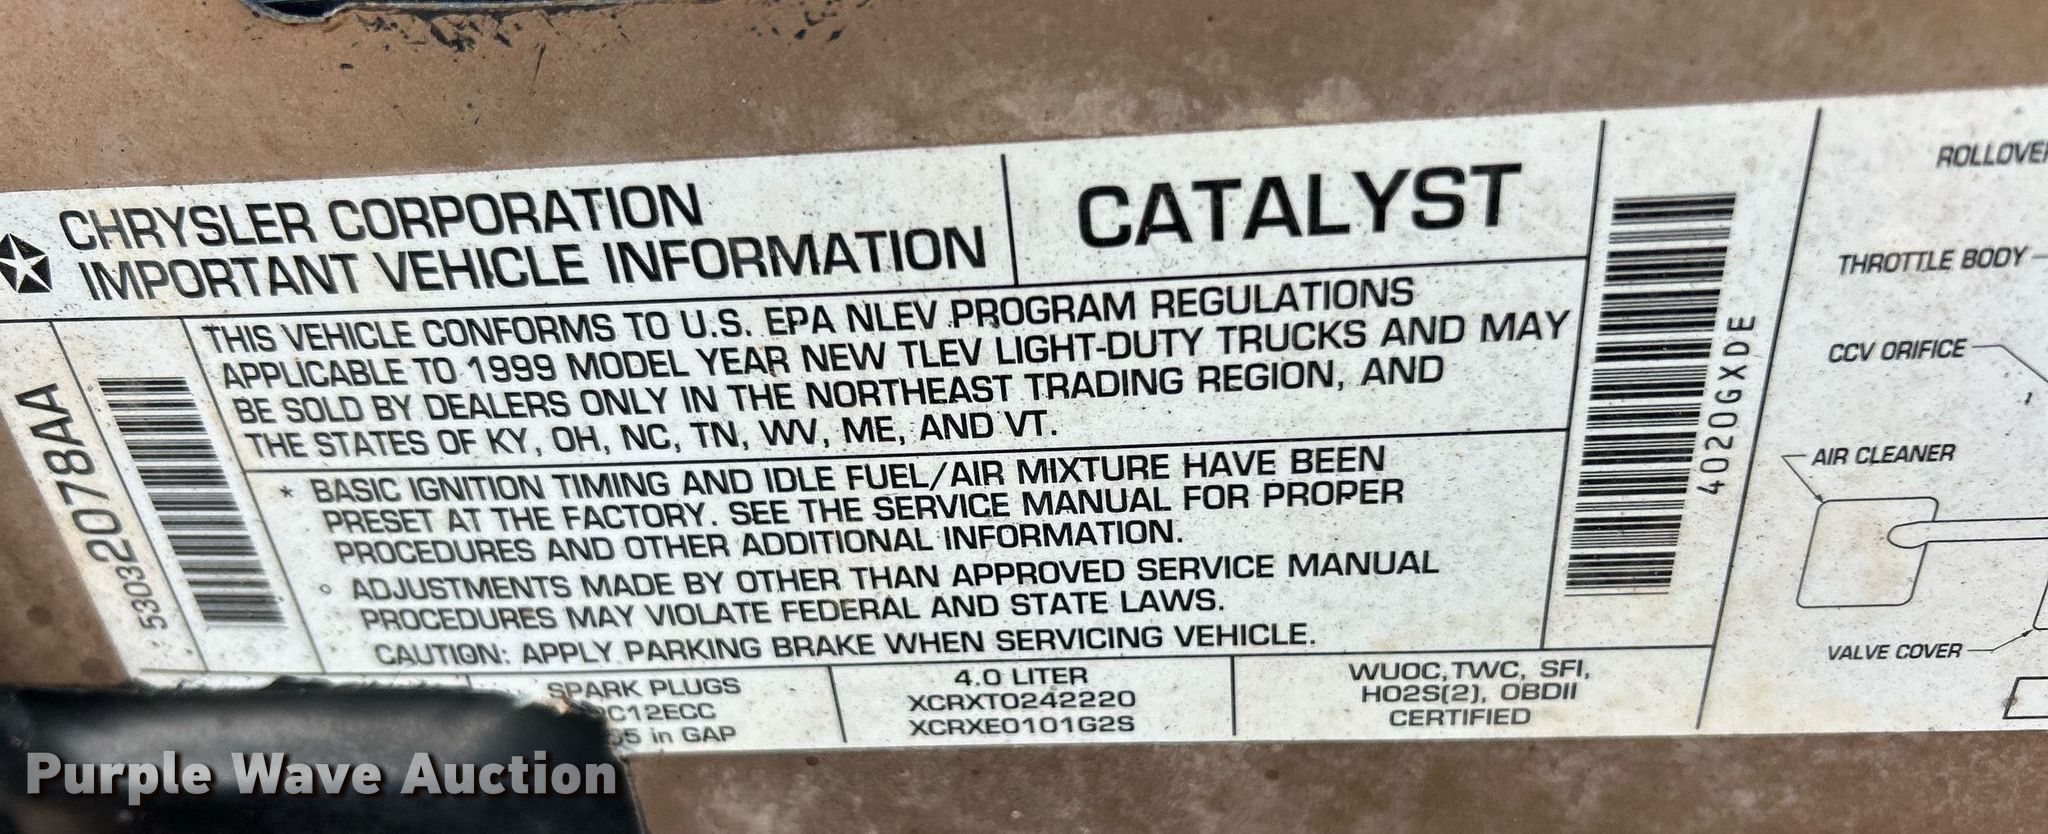 CHRYSLER CORPORATION
IMPORTANT VEHICLE INFORMATION
CATALYST
THIS VEHICLE CONFORMS TO U.S. EPA NLEV PROGRAM REGULATIONS
APPLICABLE TO 1999 MODEL YEAR NEW TLEV LIGHT-DUTY TRUCKS AND MAY
BE SOLD BY DEALERS ONLY IN THE NORTHEAST TRADING REGION, AND
THE STATES OF KY, OH, NC, TN, WV, ME, AND VT.
* BASIC IGNITION TIMING AND IDLE FUEL/AIR MIXTURE HAVE BEEN
PRESET AT THE FACTORY. SEE THE SERVICE MANUAL FOR PROPER
PROCEDURES AND OTHER ADDITIONAL INFORMATION.
° ADJUSTMENTS MADE BY OTHER THAN APPROVED SERVICE MANUAL
PROCEDURES MAY VIOLATE FEDERAL AND STATE LAWS.
CAUTION: APPLY PARKING BRAKE WHEN SERVICING VEHICLE.
53032078AA
SPARK PLUGS
C12ECC
in GAP
4.0 LITER
XCRXT0242220
XCRXE0101G2S
WUOC,TWC, SFI,
HO2S(2), OBDII
CERTIFIED
4020GXDE
ROLLOVER
THROTTLE BODY
CCV ORIFICE
AIR CLEANER
VALVE COVER
Purple Wave Auction